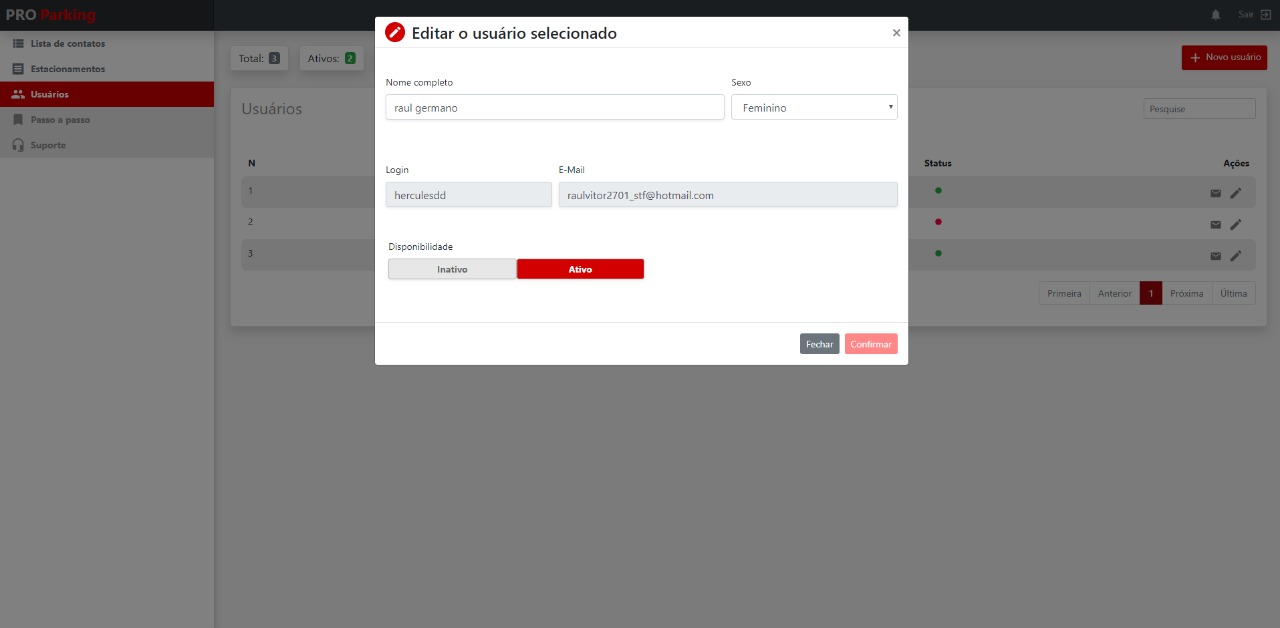 PRO Parking
Sair
Lista de contatos
Estacionamentos
Usuários
Passo a passo
Suporte
Total: 3
Ativos: 2
Novo usuário
Usuários
Pesquise
N
Status
Ações
1
2
3
Primeira
Anterior
1
Próxima
Última
Editar o usuário selecionado
×
Nome completo
Sexo
raul germano
Feminino
Login
E-Mail
herculesdd
raulvitor2701_stf@hotmail.com
Disponibilidade
Inativo
Ativo
Fechar
Confirmar